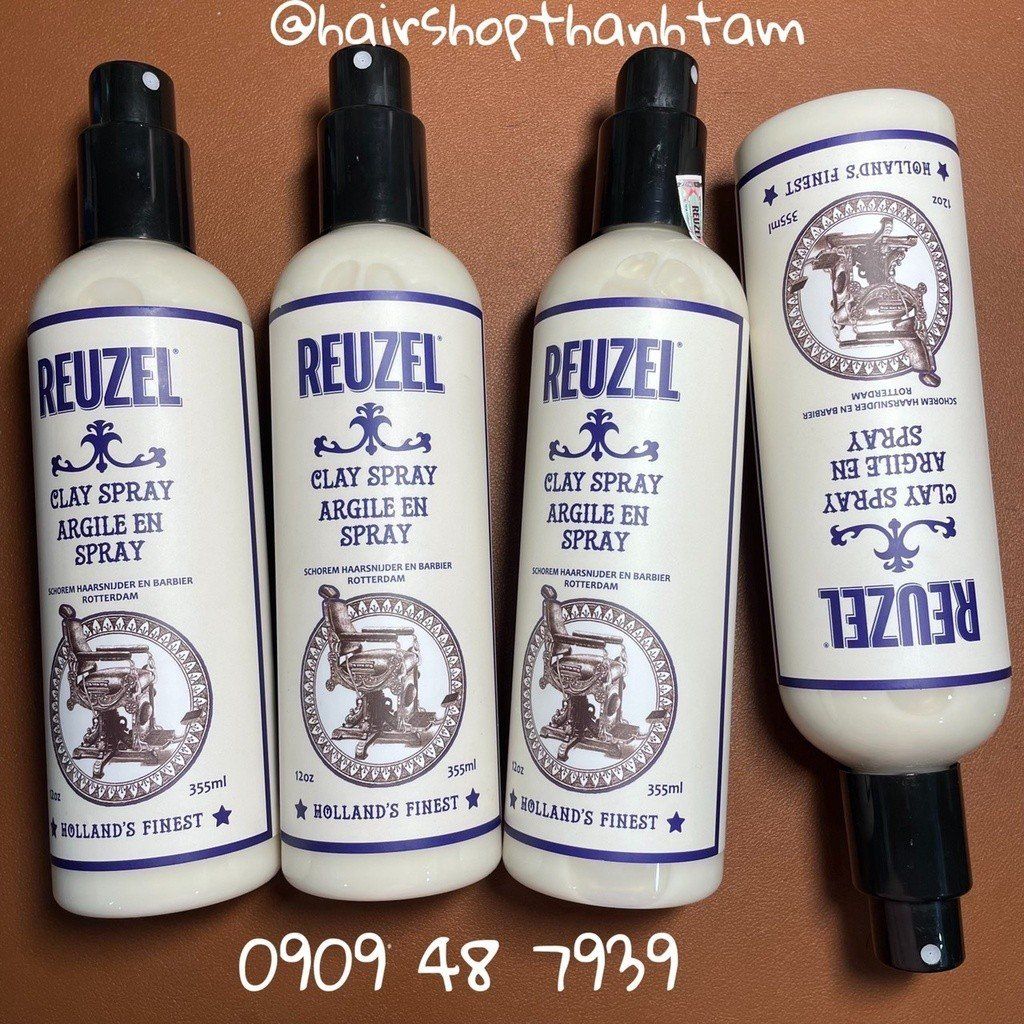 @hairshopthanhtam
REUZEL®
CLAY SPRAY
ARGILE EN
SPRAY
SCHOREM HAARSNIJDER EN BARBIER
ROTTERDAM
12oz
355ml
HOLLAND'S FINEST
REUZEL®
CLAY SPRAY
ARGILE EN
SPRAY
SCHOREM HAARSNIJDER EN BARBIER
ROTTERDAM
12oz
355ml
HOLLAND'S FINEST
REUZEL
REUZEL®
CLAY SPRAY
ARGILE EN
SPRAY
SCHOREM HAARSNIJDER EN BARBIER
ROTTERDAM
12oz
355ml
HOLLAND'S FINEST
REUZEL®
CLAY SPRAY
ARGILE EN
SPRAY
SCHOREM HAARSNIJDER EN BARBIER
ROTTERDAM
12oz
355ml
HOLLAND'S FINEST
0909 48 7939